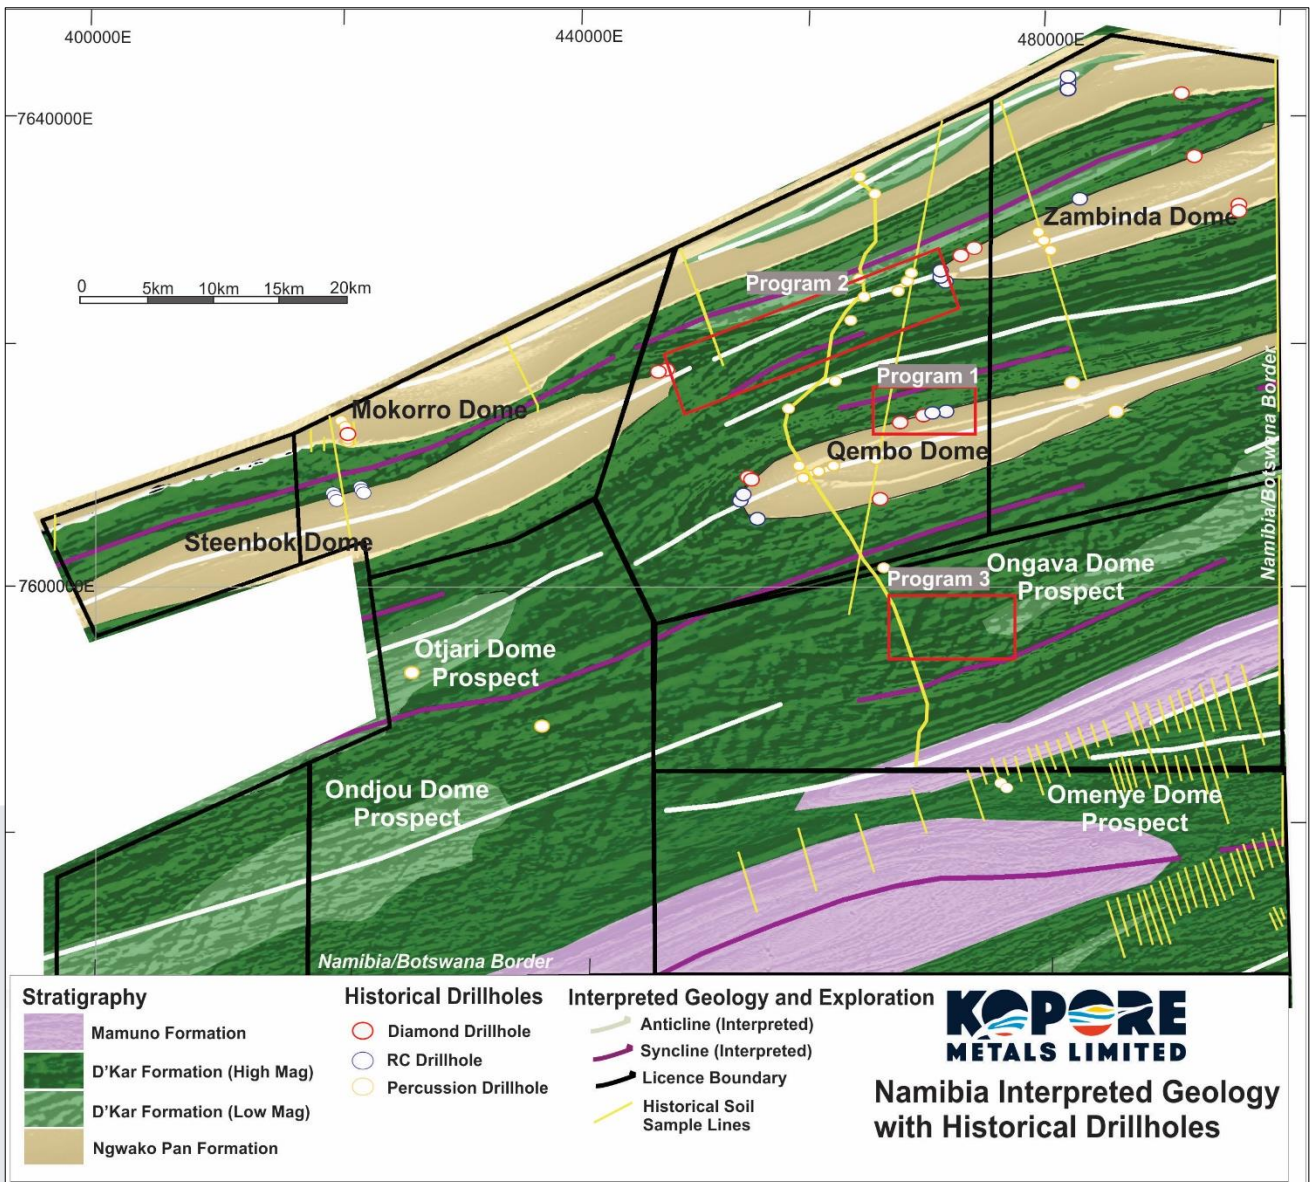 400000E
440000E
480000E
7640000E
Zambinda Dome
0 5km 10km 15km 20km
Program 2
Program 1
Mokorro Dome
Qembo Dome
Namibia/Botswana Border
Steenbok Dome
7600000E
Program 3
Ongava Dome
Prospect
Otjari Dome
Prospect
Ondjou Dome
Prospect
Omenye Dome
Prospect
Namibia/Botswana Border
Stratigraphy
Mamuno Formation
D'Kar Formation (High Mag)
D'Kar Formation (Low Mag)
Ngwako Pan Formation
Historical Drillholes
Diamond Drillhole
RC Drillhole
Percussion Drillhole
Interpreted Geology and Exploration
Anticline (Interpreted)
Syncline (Interpreted)
Licence Boundary
Historical Soil
Sample Lines
KOPORE
METALS LIMITED
Namibia Interpreted Geology
with Historical Drillholes